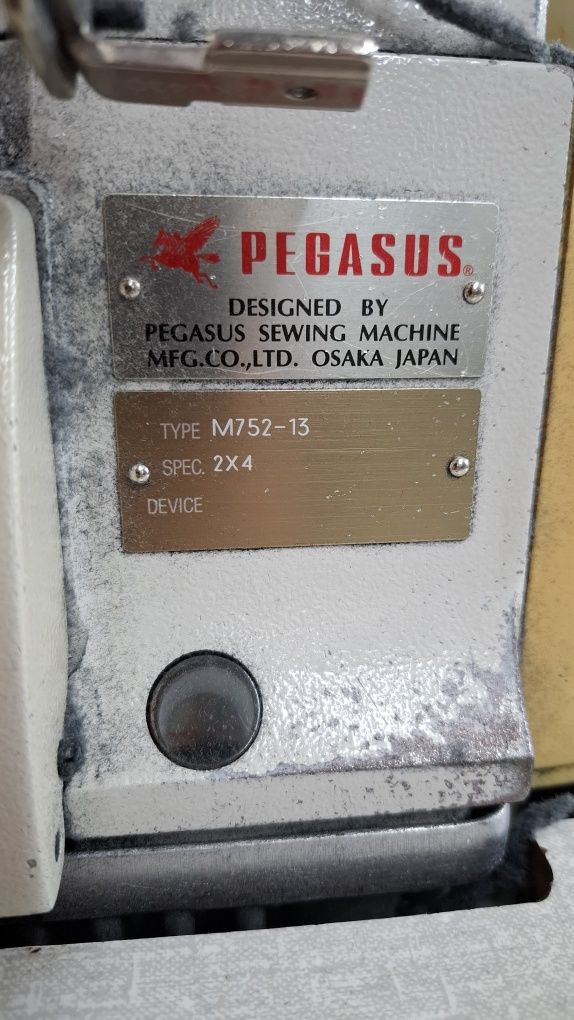 PEGASUS®
DESIGNED BY
PEGASUS SEWING MACHINE
MFG.CO.,LTD. OSAKA JAPAN
TYPE M752-13
SPEC. 2X4
DEVICE